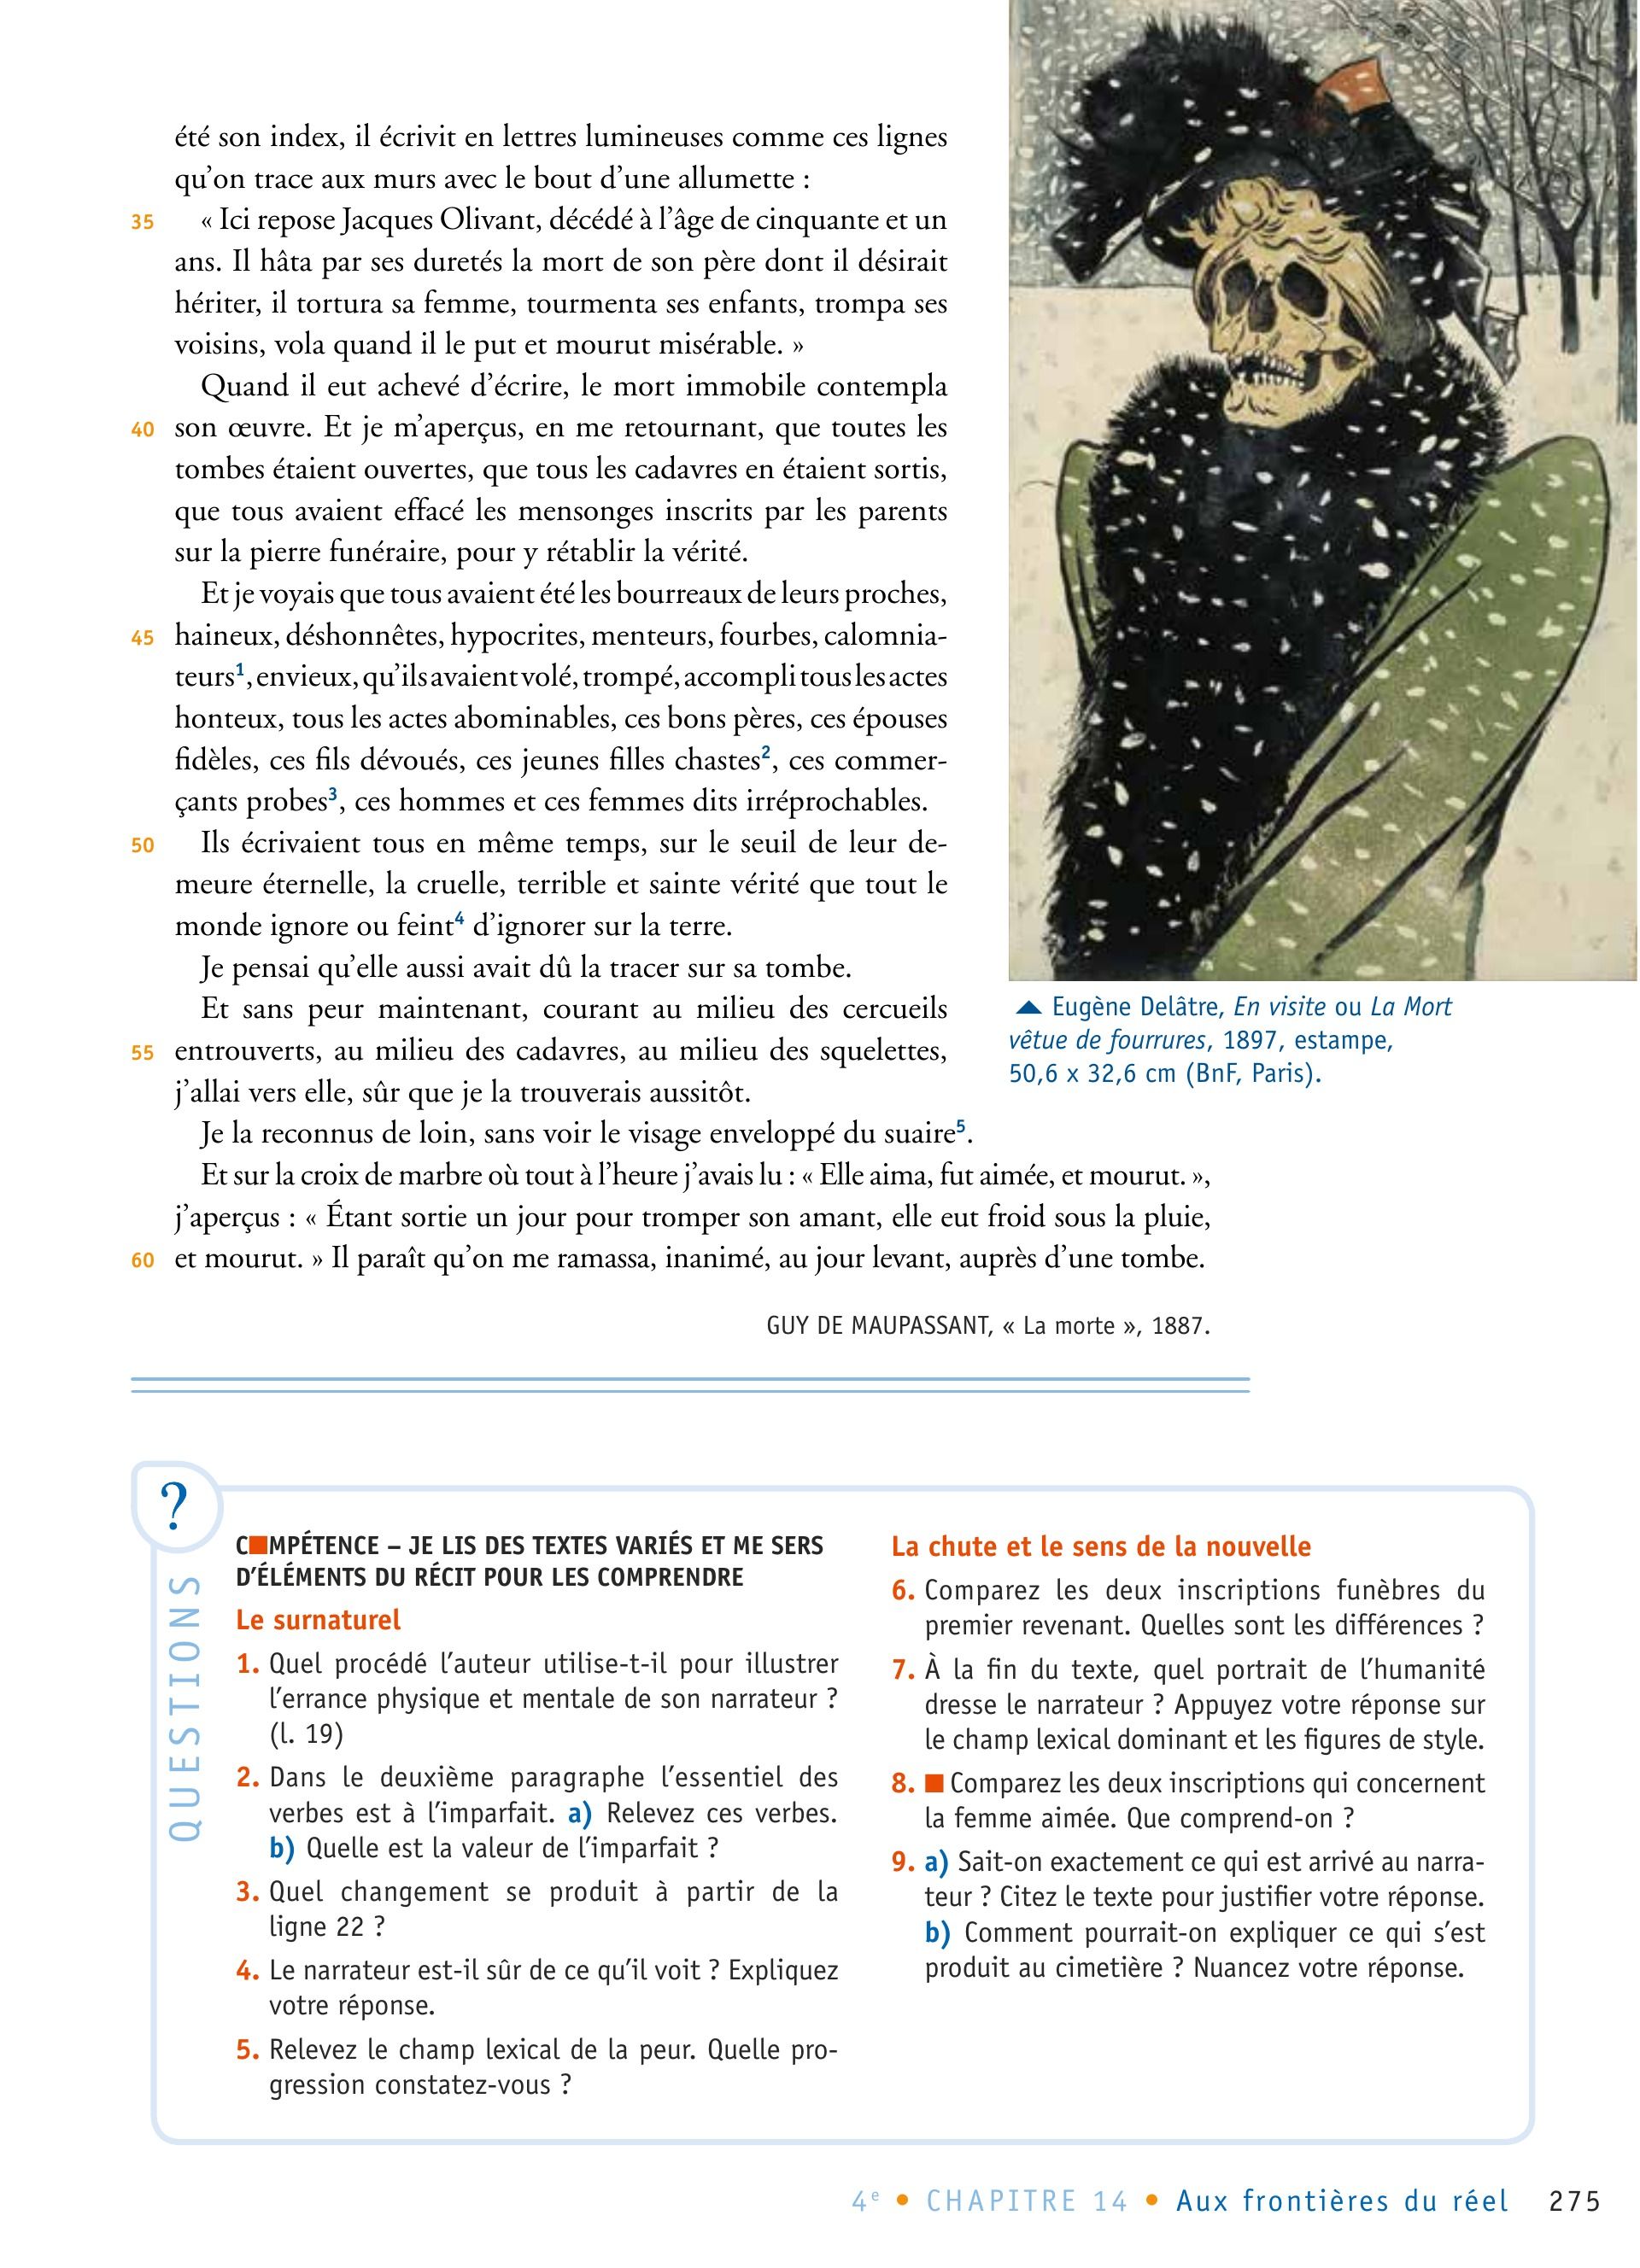 été son index, il écrivit en lettres lumineuses comme ces lignes
qu’on trace aux murs avec le bout d’une allumette :
35 « Ici repose Jacques Olivant, décédé à l’âge de cinquante et un
ans. Il hâta par ses duretés la mort de son père dont il désirait
hériter, il tortura sa femme, tourmenta ses enfants, trompa ses
voisins, vola quand il le put et mourut misérable. »
Quand il eut achevé d’écrire, le mort immobile contempla
40 son œuvre. Et je m’aperçus, en me retournant, que toutes les
tombes étaient ouvertes, que tous les cadavres en étaient sortis,
que tous avaient effacé les mensonges inscrits par les parents
sur la pierre funéraire, pour y rétablir la vérité.
Et je voyais que tous avaient été les bourreaux de leurs proches,
45 haineux, déshonnêtes, hypocrites, menteurs, fourbes, calomnia-
teurs1, envieux, qu’ils avaient volé, trompé, accompli tous les actes
honteux, tous les actes abominables, ces bons pères, ces épouses
fidèles, ces fils dévoués, ces jeunes filles chastes2, ces commer-
çants probes3, ces hommes et ces femmes dits irréprochables.
50 Ils écrivaient tous en même temps, sur le seuil de leur de-
meure éternelle, la cruelle, terrible et sainte vérité que tout le
monde ignore ou feint4 d’ignorer sur la terre.
Je pensai qu’elle aussi avait dû la tracer sur sa tombe.
Et sans peur maintenant, courant au milieu des cercueils
55 entrouverts, au milieu des cadavres, au milieu des squelettes,
j’allai vers elle, sûr que je la trouverais aussitôt.
Je la reconnus de loin, sans voir le visage enveloppé du suaire5.
Et sur la croix de marbre où tout à l’heure j’avais lu : « Elle aima, fut aimée, et mourut. »,
j’aperçus : « Étant sortie un jour pour tromper son amant, elle eut froid sous la pluie,
60 et mourut. » Il paraît qu’on me ramassa, inanimé, au jour levant, auprès d’une tombe.
GUY DE MAUPASSANT, « La morte », 1887.
▲ Eugène Delâtre, En visite ou La Mort
vêtue de fourrures, 1897, estampe,
50,6 x 32,6 cm (BnF, Paris).
?
QUESTIONS
C■MPÉTENCE – JE LIS DES TEXTES VARIÉS ET ME SERS
D’ÉLÉMENTS DU RÉCIT POUR LES COMPRENDRE
Le surnaturel
1. Quel procédé l’auteur utilise-t-il pour illustrer
l’errance physique et mentale de son narrateur ?
(l. 19)
2. Dans le deuxième paragraphe l’essentiel des
verbes est à l’imparfait. a) Relevez ces verbes.
b) Quelle est la valeur de l’imparfait ?
3. Quel changement se produit à partir de la
ligne 22 ?
4. Le narrateur est-il sûr de ce qu’il voit ? Expliquez
votre réponse.
5. Relevez le champ lexical de la peur. Quelle pro-
gression constatez-vous ?
La chute et le sens de la nouvelle
6. Comparez les deux inscriptions funèbres du
premier revenant. Quelles sont les différences ?
7. À la fin du texte, quel portrait de l’humanité
dresse le narrateur ? Appuyez votre réponse sur
le champ lexical dominant et les figures de style.
8. ■ Comparez les deux inscriptions qui concernent
la femme aimée. Que comprend-on ?
9. a) Sait-on exactement ce qui est arrivé au narra-
teur ? Citez le texte pour justifier votre réponse.
b) Comment pourrait-on expliquer ce qui s’est
produit au cimetière ? Nuancez votre réponse.
4e • CHAPITRE 14 • Aux frontières du réel 275